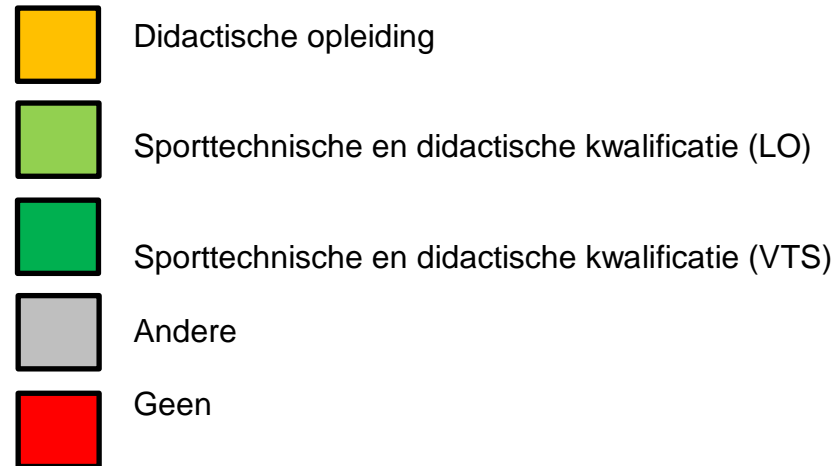 Didactische opleiding
Sporttechnische en didactische kwalificatie (LO)
Sporttechnische en didactische kwalificatie (VTS)
Andere
Geen